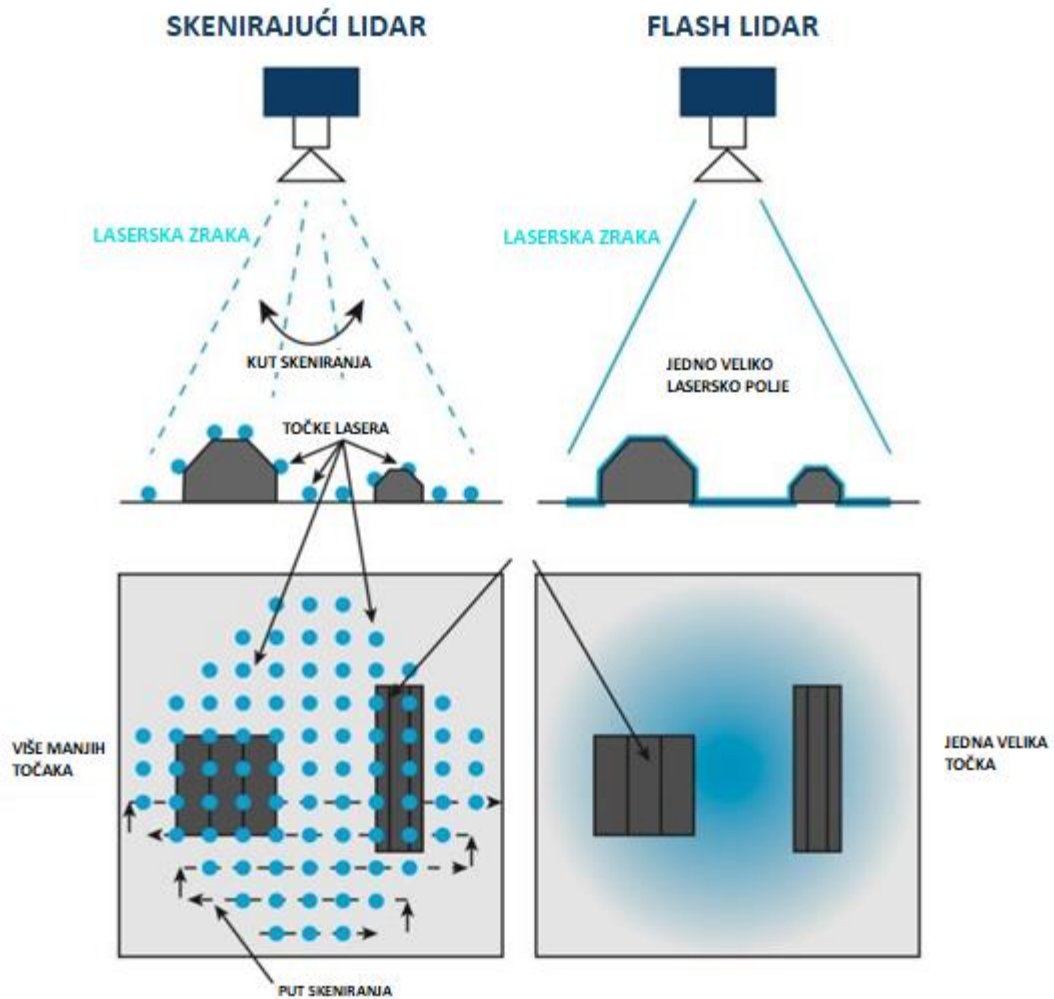 SKENIRAJUĆI LIDAR
FLASH LIDAR
LASERSKA ZRAKA
LASERSKA ZRAKA
KUT SKENIRANJA
JEDNO VELIKO
LASERSKO POLJE
TOČKE LASERA
VIŠE MANJIH
TOČAKA
JEDNA VELIKA
TOČKA
PUT SKENIRANJA